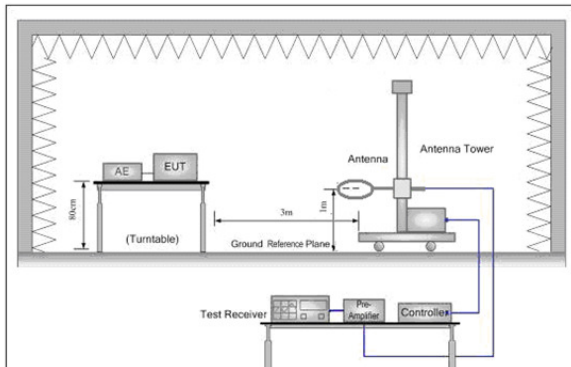 AE
EUT
Antenna
Antenna Tower
80cm
3m
1m
(Turntable)
Ground Reference Plane
Test Receiver
Pre-
Amplifier
Controller